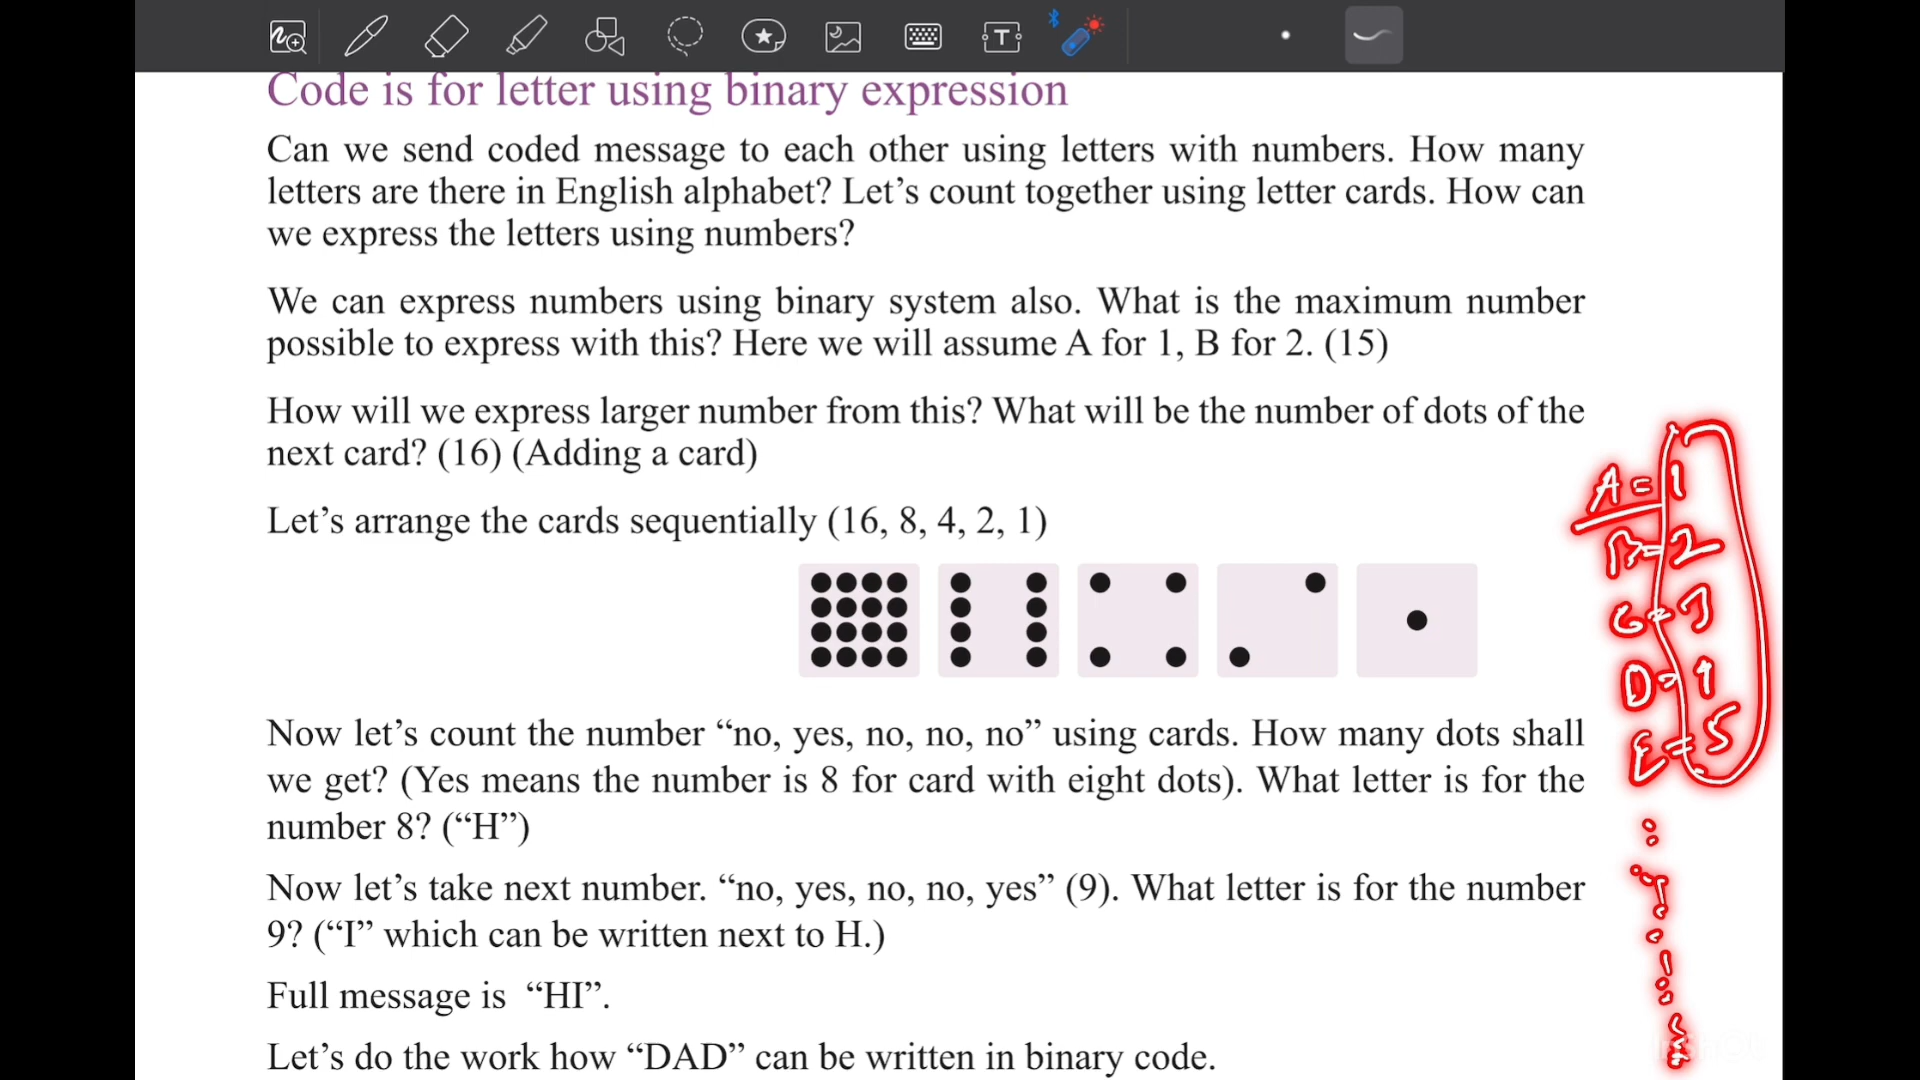 Code is for letter using binary expression
Can we send coded message to each other using letters with numbers. How many
letters are there in English alphabet? Let’s count together using letter cards. How can
we express the letters using numbers?
We can express numbers using binary system also. What is the maximum number
possible to express with this? Here we will assume A for 1, B for 2. (15)
How will we express larger number from this? What will be the number of dots of the
next card? (16) (Adding a card)
Let’s arrange the cards sequentially (16, 8, 4, 2, 1)
A = 1
B = 2
D = 4
E = 5
Now let’s count the number “no, yes, no, no, no” using cards. How many dots shall
we get? (Yes means the number is 8 for card with eight dots). What letter is for the
number 8? (“H”)
Now let’s take next number. “no, yes, no, no, yes” (9). What letter is for the number
9? (“I” which can be written next to H.)
Full message is “HI”.
Let’s do the work how “DAD” can be written in binary code.